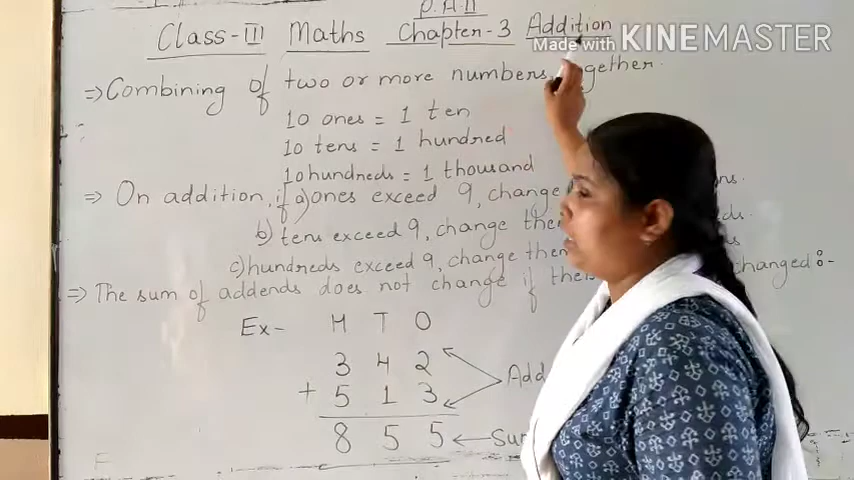 P.A.II
Class-III Maths Chapter-3 Addition
Made with KINEMASTER
⇒ Combining of two or more numbers together.
10 ones = 1 ten
10 tens = 1 hundred
10 hundreds = 1 thousand
⇒ On addition, if a) ones exceed 9, change
b) tens exceed 9, change
c) hundreds exceed 9, change
⇒ The sum of addends does not change if changed :-
Ex- H T O
3 4 2
+ 5 1 3
8 5 5